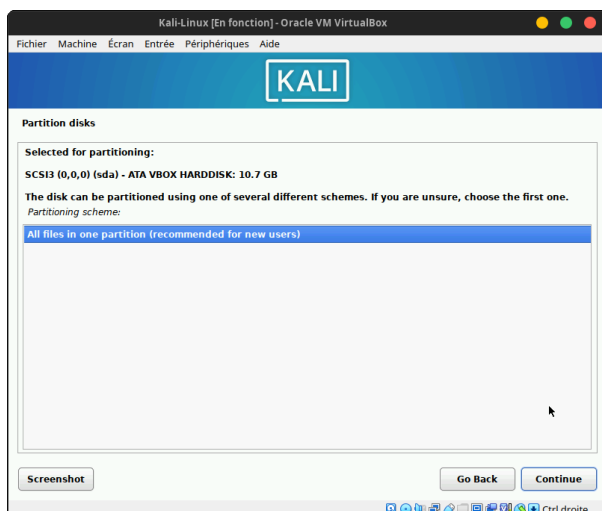 Kali-Linux [En fonction] - Oracle VM VirtualBox
Fichier Machine Écran Entrée Périphériques Aide
KALI
Partition disks
Selected for partitioning:
SCSI3 (0,0,0) (sda) - ATA VBOX HARDDISK: 10.7 GB
The disk can be partitioned using one of several different schemes. If you are unsure, choose the first one.
Partitioning scheme:
All files in one partition (recommended for new users)
Screenshot Go Back Continue
Ctrl droite